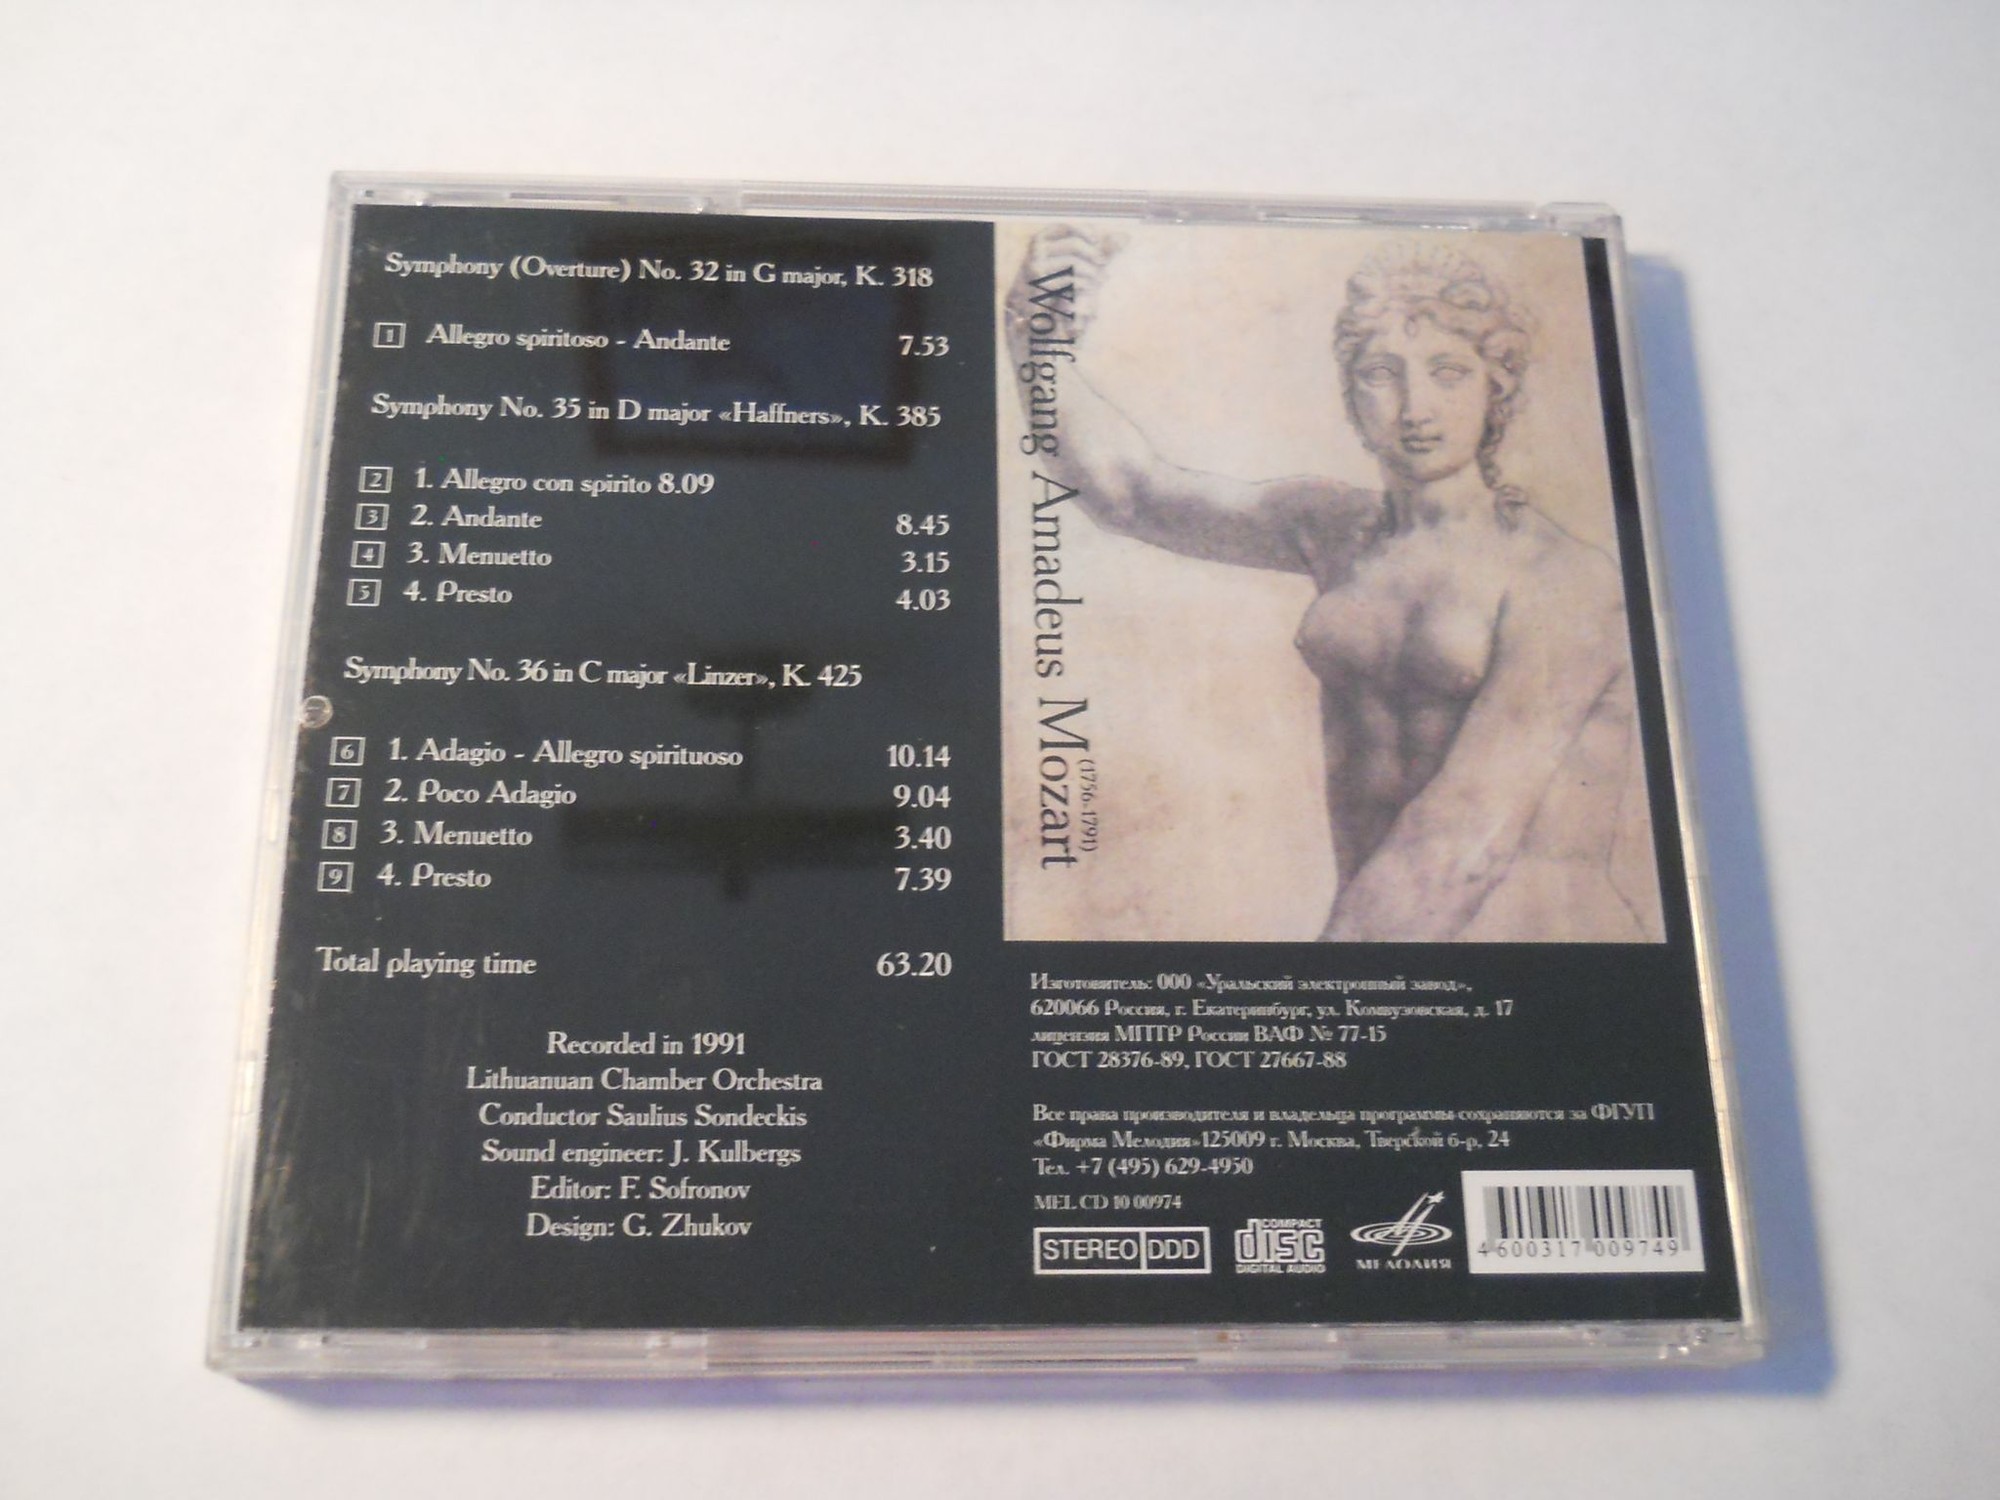 Symphony (Overture) No. 32 in G major, K. 318
1 Allegro spiritoso - Andante 7.53
Symphony No. 35 in D major «Haffners», K. 385
2 1. Allegro con spirito 8.09
3 2. Andante 8.45
4 3. Menuetto 3.15
5 4. Presto 4.03
Symphony No. 36 in C major «Linzer», K. 425
6 1. Adagio - Allegro spirituoso 10.14
7 2. Poco Adagio 9.04
8 3. Menuetto 3.40
9 4. Presto 7.39
Total playing time 63.20
Recorded in 1991
Lithuanuan Chamber Orchestra
Conductor Saulius Sondeckis
Sound engineer: J. Kulbergs
Editor: F. Sofronov
Design: G. Zhukov
Wolfgang Amadeus Mozart
(1756-1791)
Изготовитель: ООО «Уральский электронный завод»,
620066 Россия, г. Екатеринбург, ул. Комвузовская, д. 17
лицензия МПТР России ВАФ № 77-15
ГОСТ 28376-89, ГОСТ 27667-88
Все права производителя и владельца программы сохраняются за ФГУП
«Фирма Мелодия»125009 г. Москва, Тверской б-р, 24
Тел. +7 (495) 629-4950
MEL CD 10 00974
STEREO DDD
COMPACT
disc
DIGITAL AUDIO
МЕЛОДИЯ
4 600317 009749